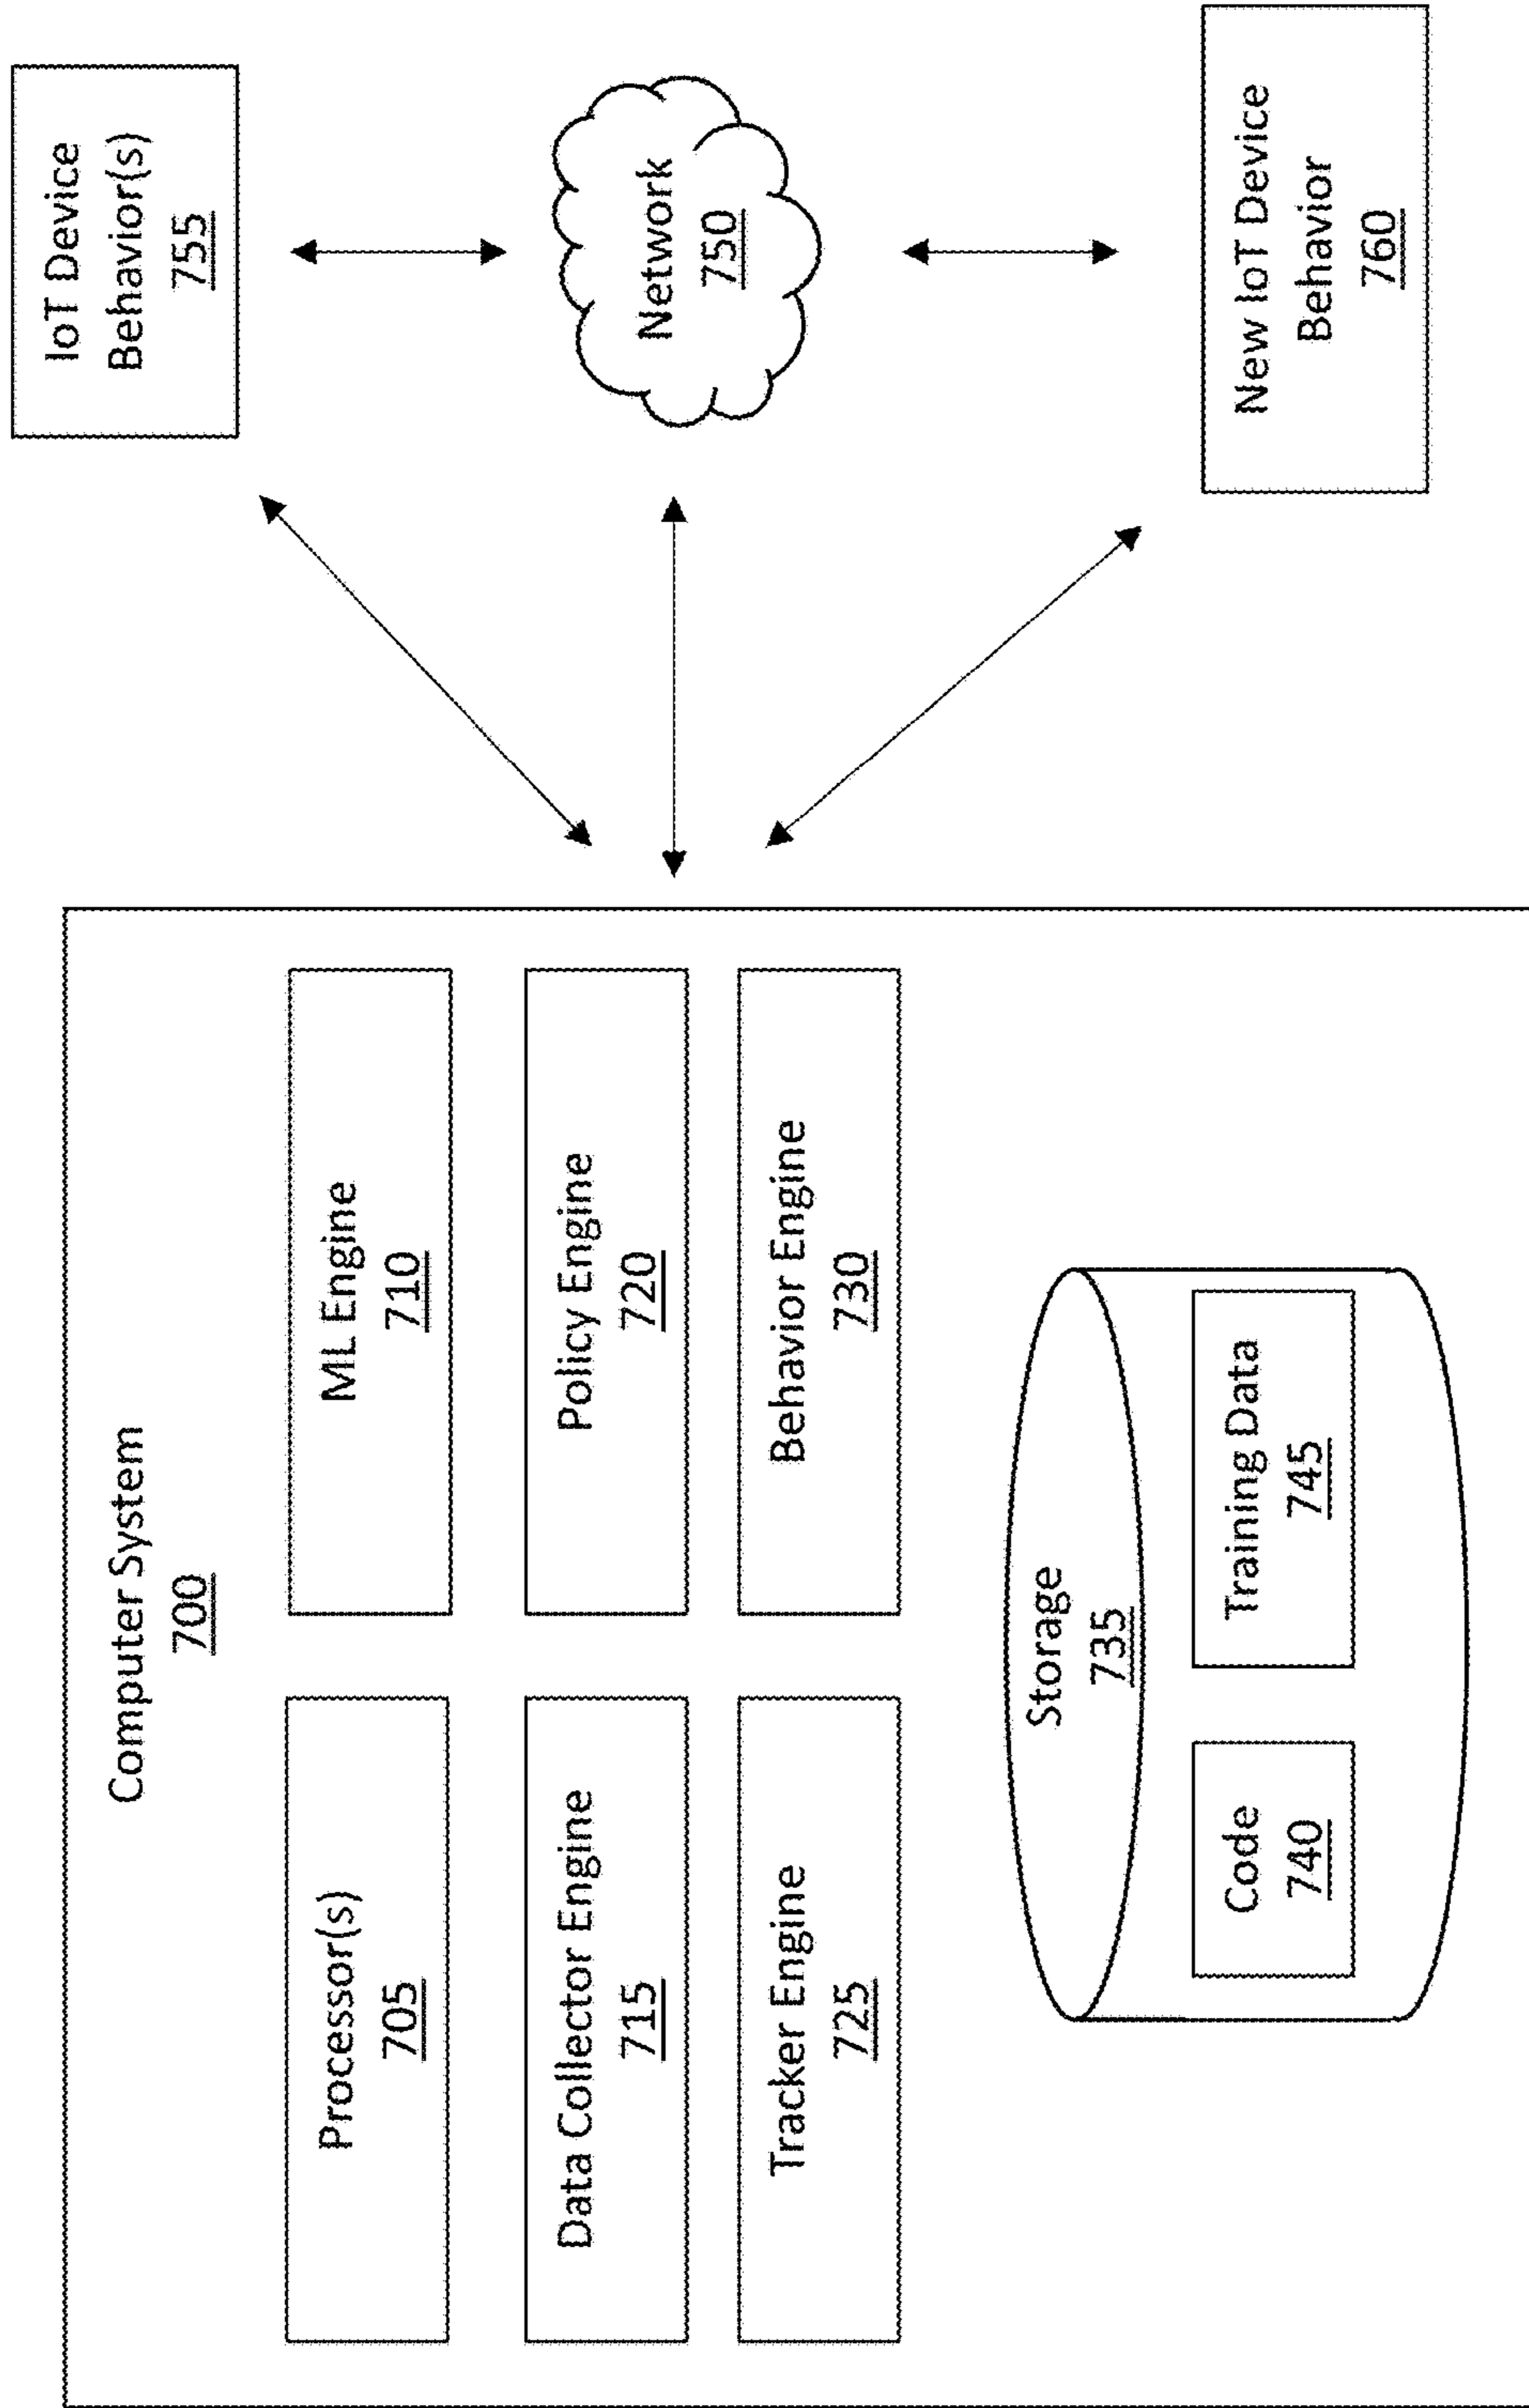 Computer System
700
Processor(s)
705
ML Engine
710
Data Collector Engine
715
Policy Engine
720
Tracker Engine
725
Behavior Engine
730
Storage
735
Code
740
Training Data
745
IoT Device
Behavior(s)
755
Network
750
New IoT Device
Behavior
760